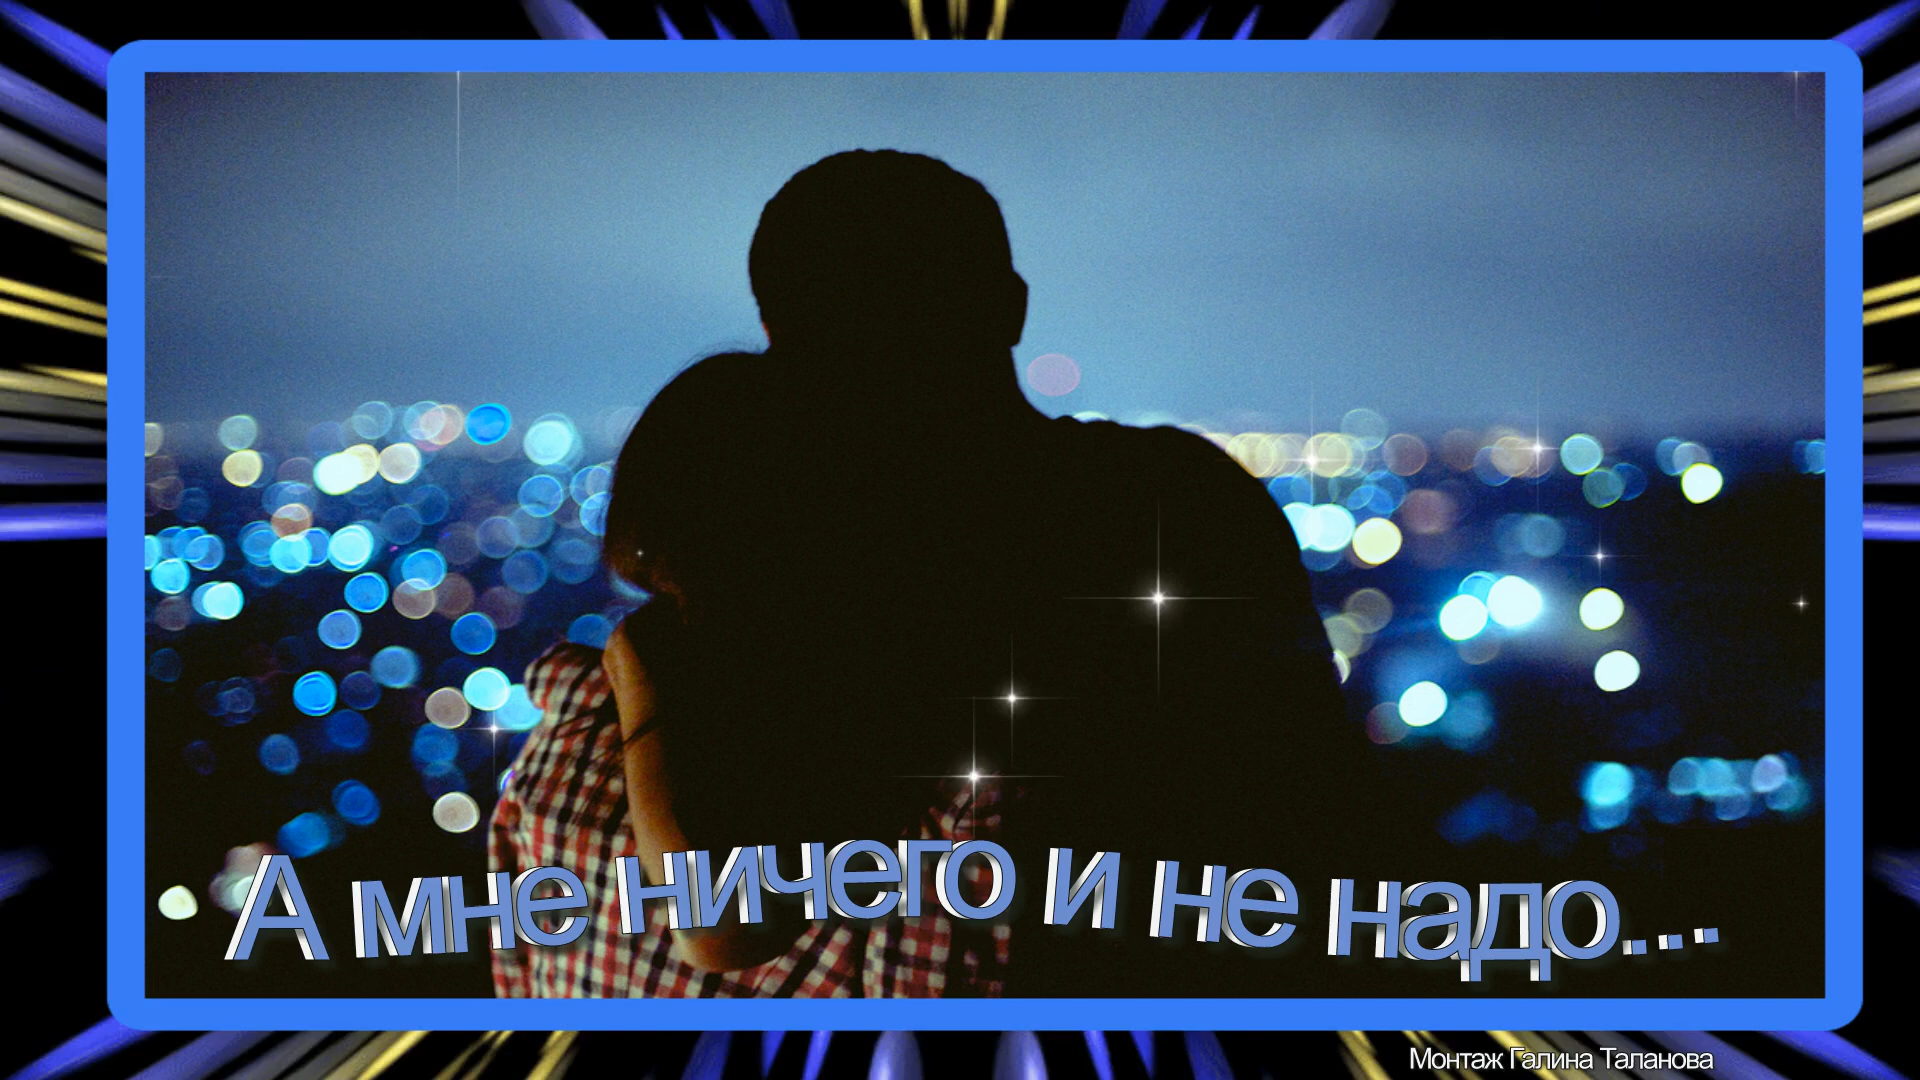 А мне ничего и не надо...
Монтаж Галина Таланова